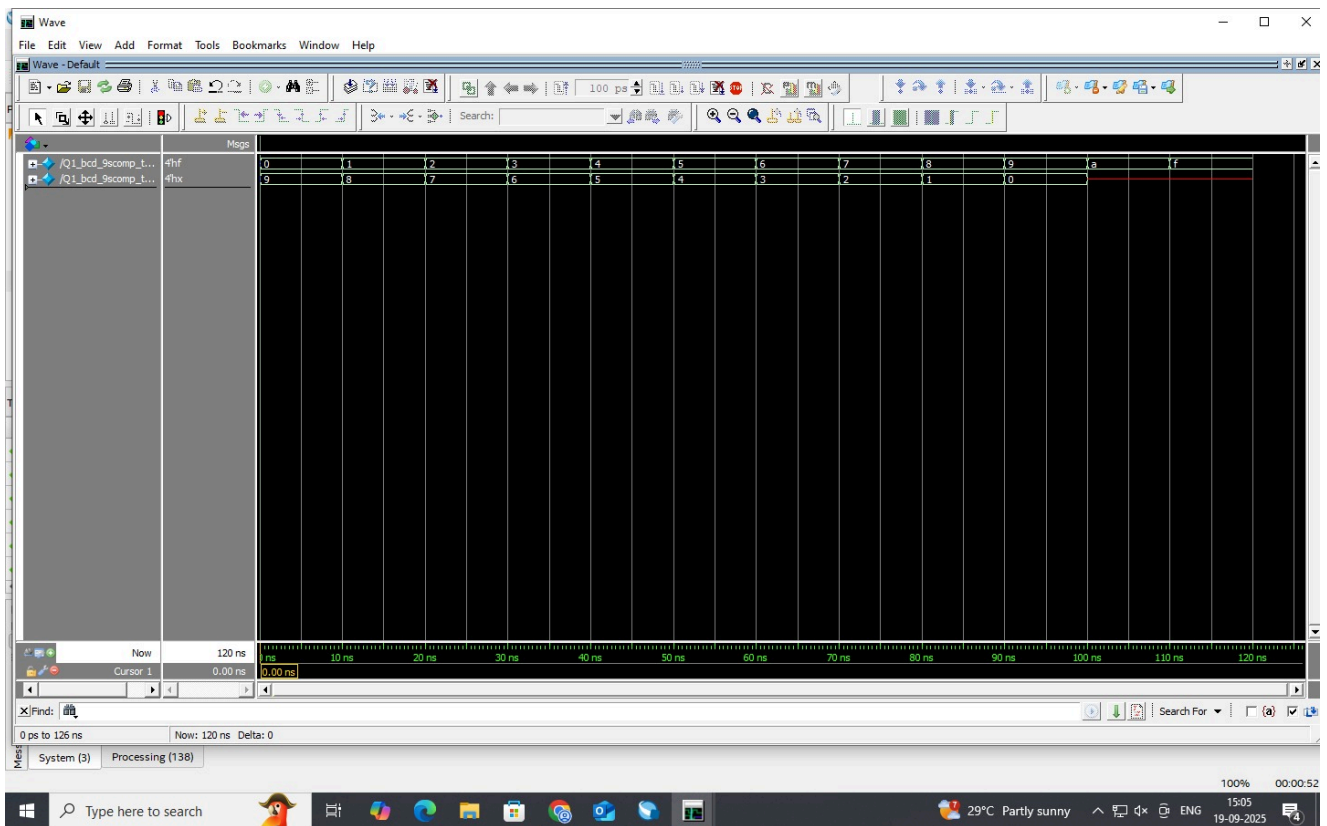 Wave
File Edit View Add Format Tools Bookmarks Window Help
Wave - Default
100 ps
Search:
Msgs
/Q1_bcd_9scomp_t... 4'hf 0 1 2 3 4 5 6 7 8 9 a f
/Q1_bcd_9scomp_t... 4'hx 9 8 7 6 5 4 3 2 1 0
Now 120 ns ns 10 ns 20 ns 30 ns 40 ns 50 ns 60 ns 70 ns 80 ns 90 ns 100 ns 110 ns 120 ns
Cursor 1 0.00 ns 0.00 ns
Find: Search For {a}
0 ps to 126 ns Now: 120 ns Delta: 0
System (3) Processing (138)
100% 00:00:52
Type here to search 29°C Partly sunny ENG 15:05
19-09-2025